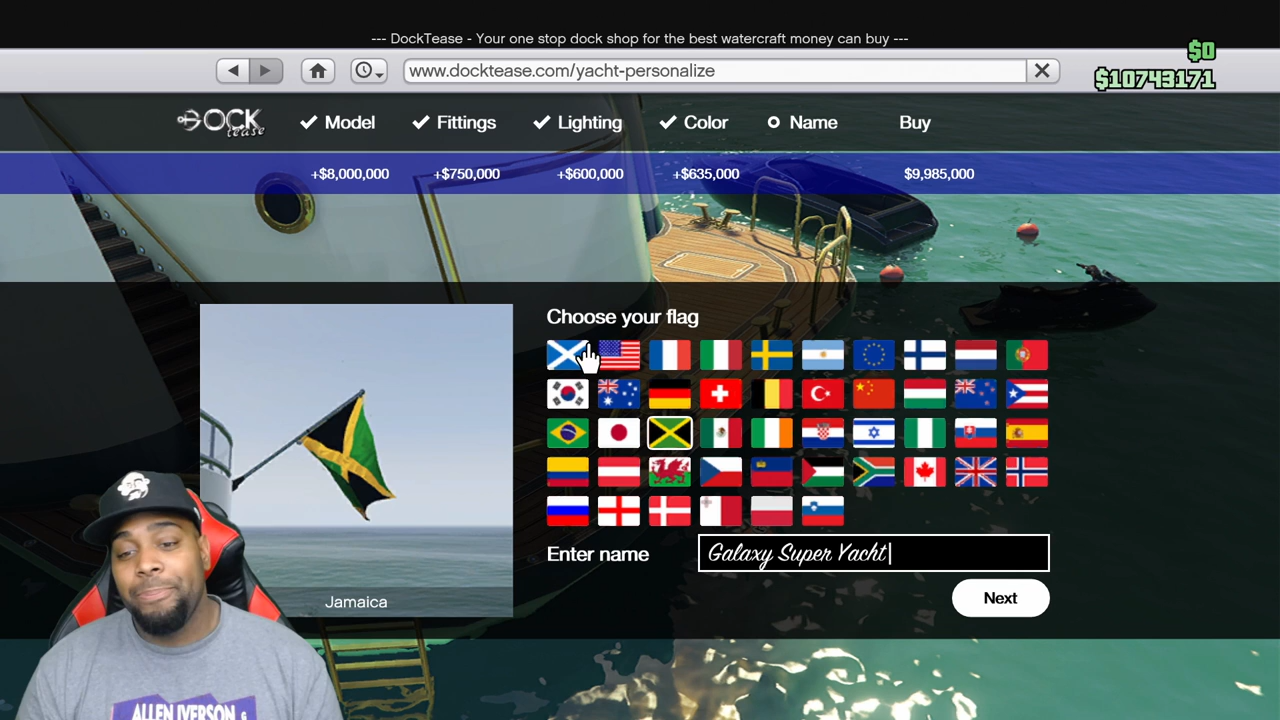 --- DockTease - Your one stop dock shop for the best watercraft money can buy ---
$0
www.docktease.com/yacht-personalize
$10743171
DOCK tease
Model Fittings Lighting Color Name Buy
+$8,000,000 +$750,000 +$600,000 +$635,000 $9,985,000
Choose your flag
Enter name Galaxy Super Yacht
Next
Jamaica
ALLEN IVERSON